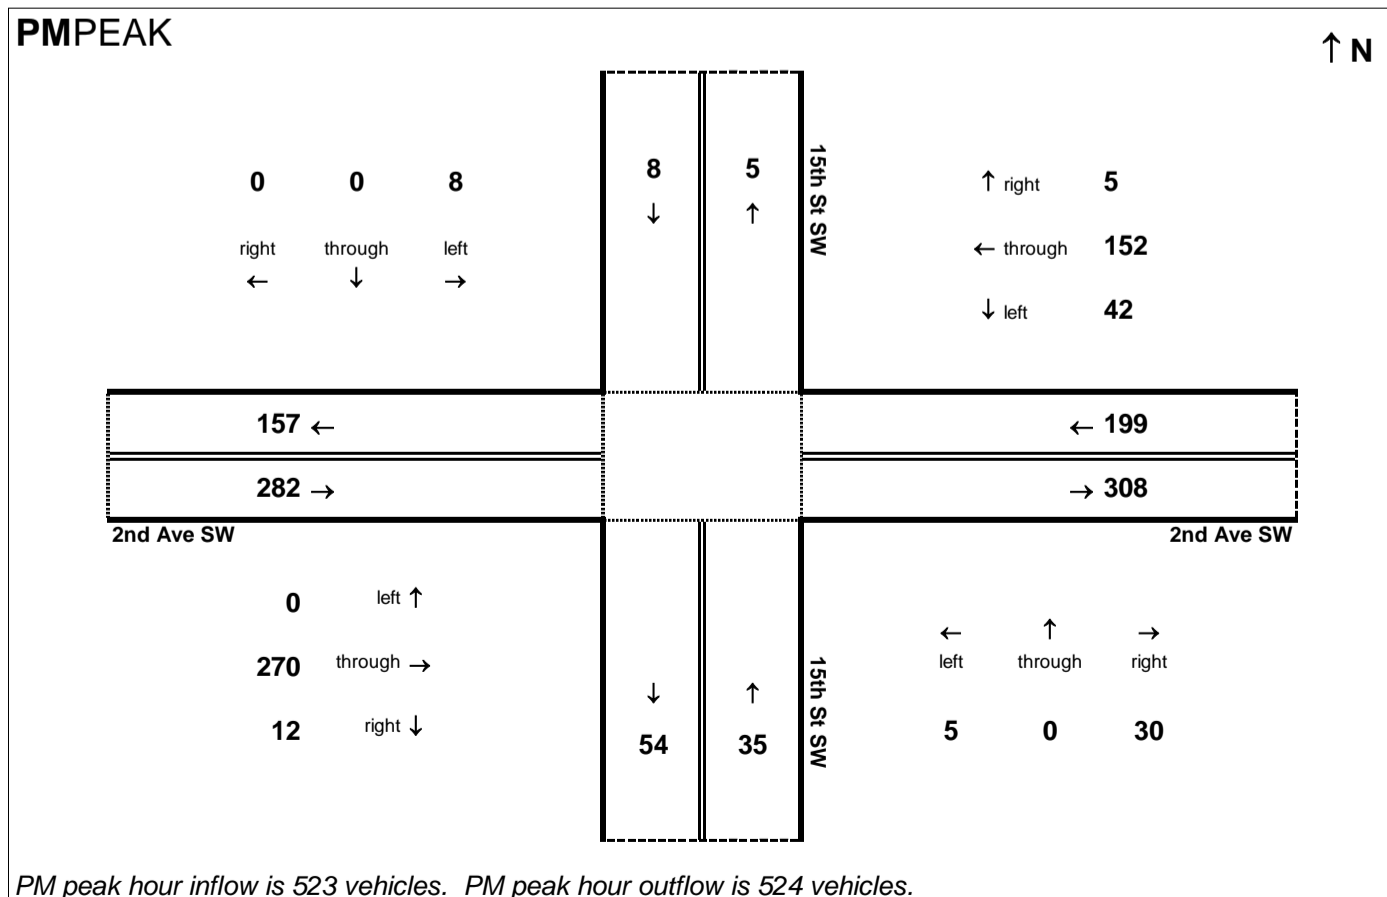 PMPEAK
↑ N
0 0 8
right through left
← ↓ →
8 5
↓ ↑
15th St SW
↑ right 5
← through 152
↓ left 42
157 ←
282 →
← 199
→ 308
2nd Ave SW
2nd Ave SW
0 left ↑
270 through →
12 right ↓
↓ ↑
54 35
15th St SW
← ↑ →
left through right
5 0 30
PM peak hour inflow is 523 vehicles. PM peak hour outflow is 524 vehicles.